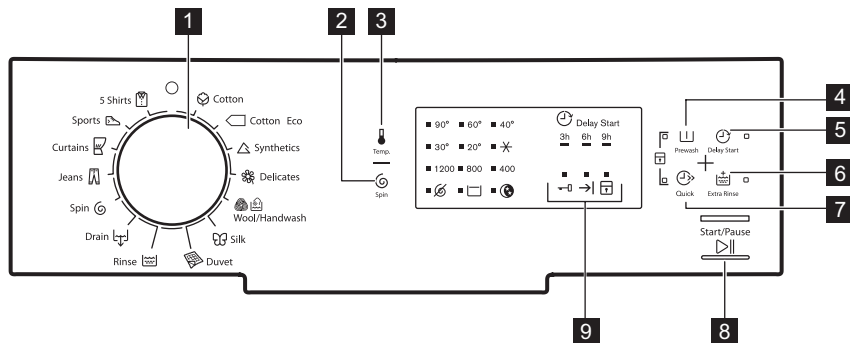 1
2
3
4
5
6
7
8
9
5 Shirts
Cotton
Sports
Cotton Eco
Curtains
Synthetics
Jeans
Delicates
Spin
Wool/Handwash
Drain
Silk
Rinse
Duvet
Temp.
Spin
90° 60° 40°
30° 20°
1200 800 400
Delay Start
3h 6h 9h
Prewash
Delay Start
Quick
Extra Rinse
Start/Pause